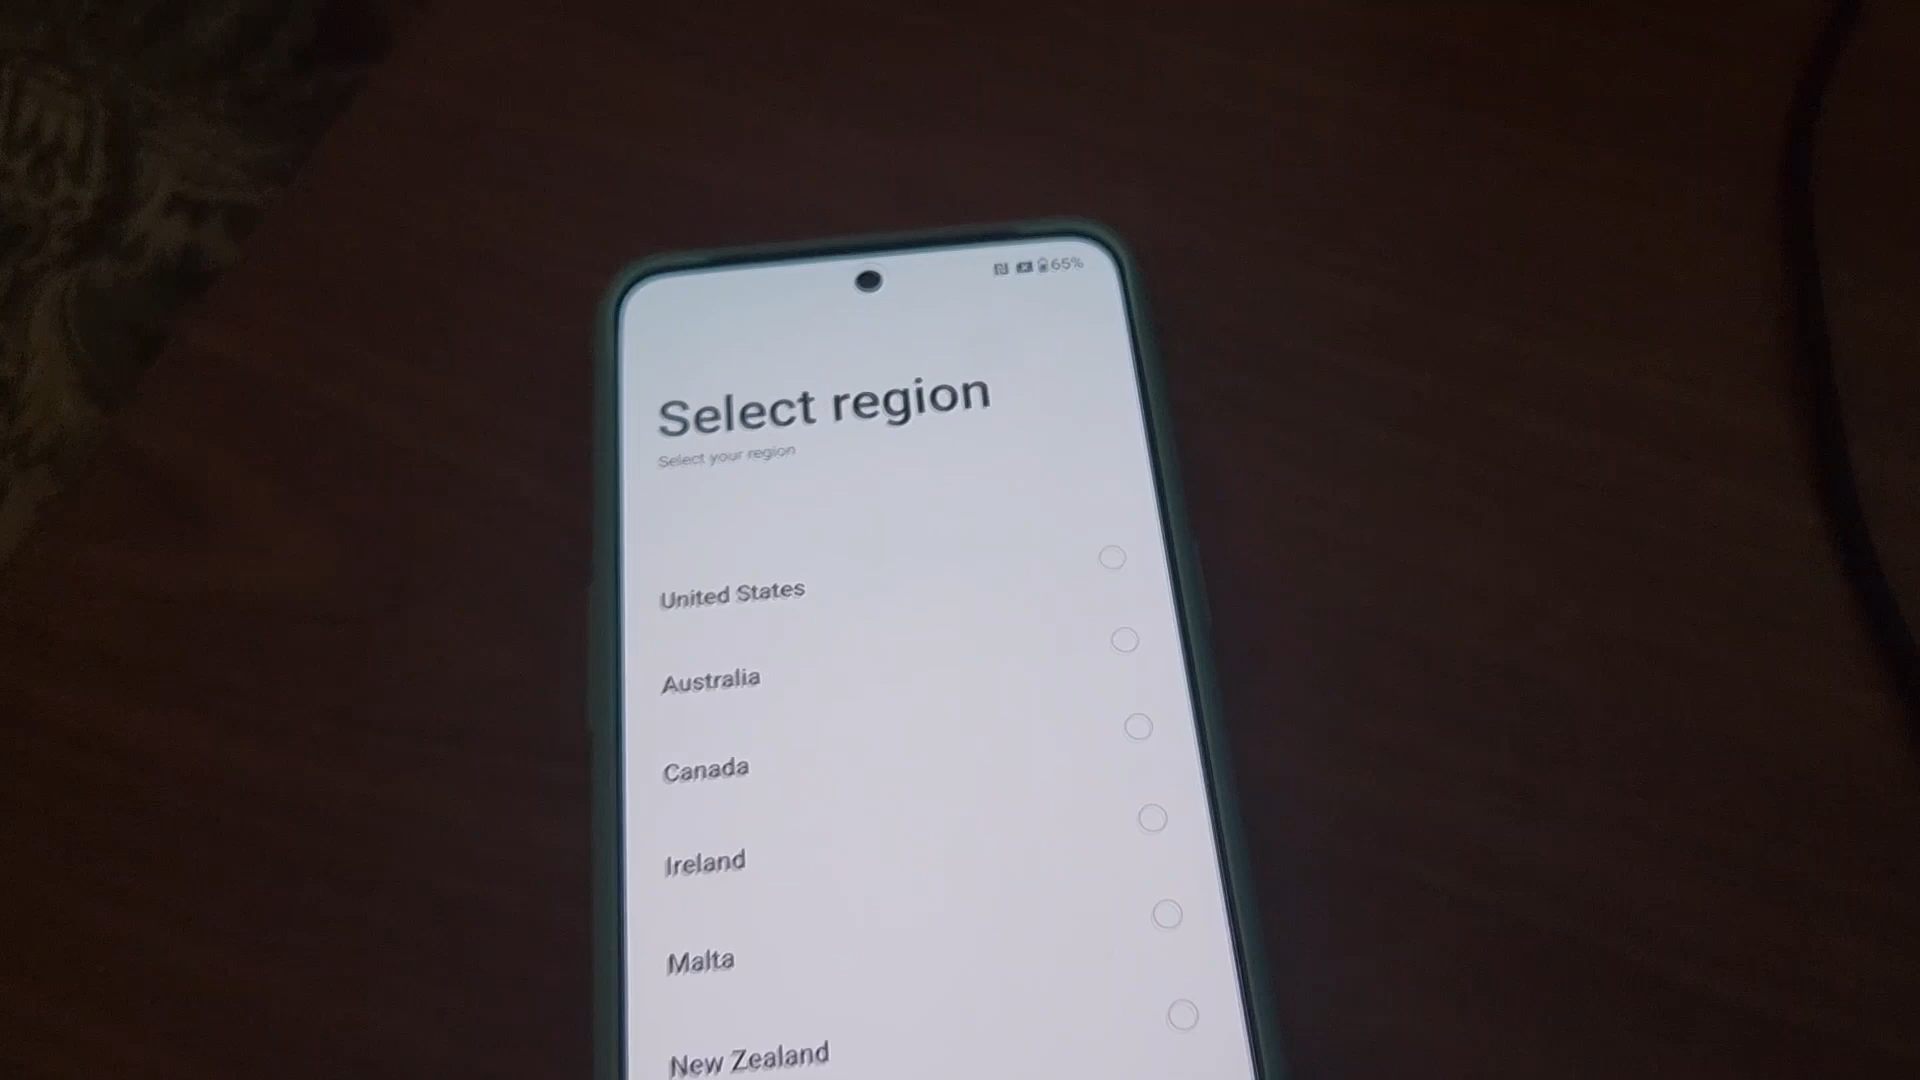 65%
Select region
Select your region
United States
Australia
Canada
Ireland
Malta
New Zealand